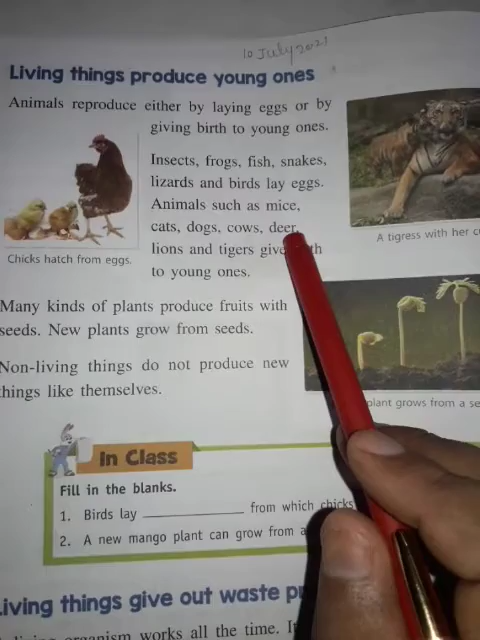 10 July 2021
Living things produce young ones
Animals reproduce either by laying eggs or by
giving birth to young ones.
Insects, frogs, fish, snakes,
lizards and birds lay eggs.
Animals such as mice,
cats, dogs, cows, deer,
lions and tigers give
to young ones.
Chicks hatch from eggs.
A tigress with her
Many kinds of plants produce fruits with
seeds. New plants grow from seeds.
Non-living things do not produce new
things like themselves.
plant grows from a
In Class
Fill in the blanks.
1. Birds lay ____________ from which chicks
2. A new mango plant can grow from a
Living things give out waste
organism works all the time.